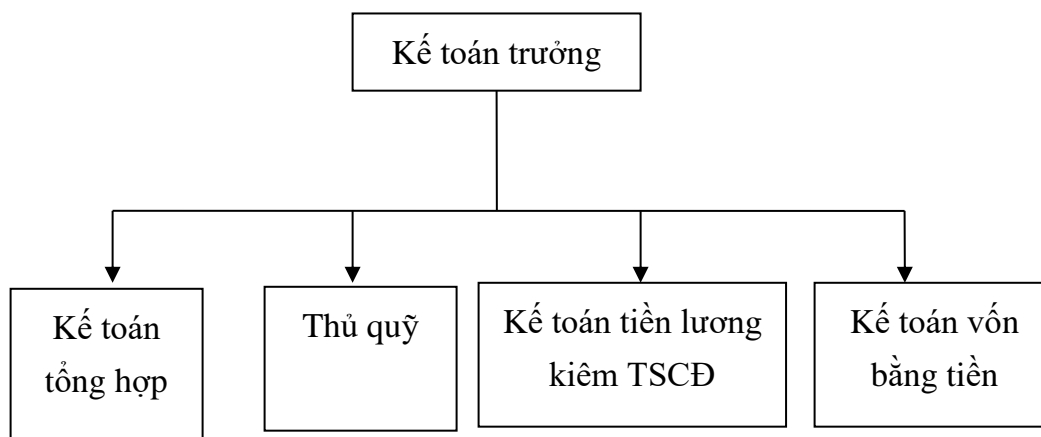 Kế toán trưởng
Kế toán
tổng hợp
Thủ quỹ
Kế toán tiền lương
kiêm TSCĐ
Kế toán vốn
bằng tiền